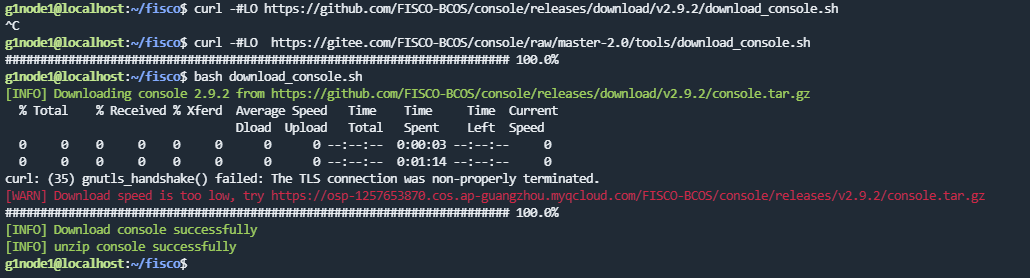 g1node1@localhost:~/fisco$ curl -#LO https://github.com/FISCO-BCOS/console/releases/download/v2.9.2/download_console.sh
^C
g1node1@localhost:~/fisco$ curl -#LO  https://gitee.com/FISCO-BCOS/console/raw/master-2.0/tools/download_console.sh
######################################################################## 100.0%
g1node1@localhost:~/fisco$ bash download_console.sh
[INFO] Downloading console 2.9.2 from https://github.com/FISCO-BCOS/console/releases/download/v2.9.2/console.tar.gz
  % Total    % Received % Xferd  Average Speed   Time    Time     Time  Current
                                 Dload  Upload   Total   Spent    Left  Speed
  0     0    0     0    0     0      0      0 --:--:--  0:00:03 --:--:--     0
  0     0    0     0    0     0      0      0 --:--:--  0:01:14 --:--:--     0
curl: (35) gnutls_handshake() failed: The TLS connection was non-properly terminated.
[WARN] Download speed is too low, try https://osp-1257653870.cos.ap-guangzhou.myqcloud.com/FISCO-BCOS/console/releases/v2.9.2/console.tar.gz
######################################################################## 100.0%
[INFO] Download console successfully
[INFO] unzip console successfully
g1node1@localhost:~/fisco$